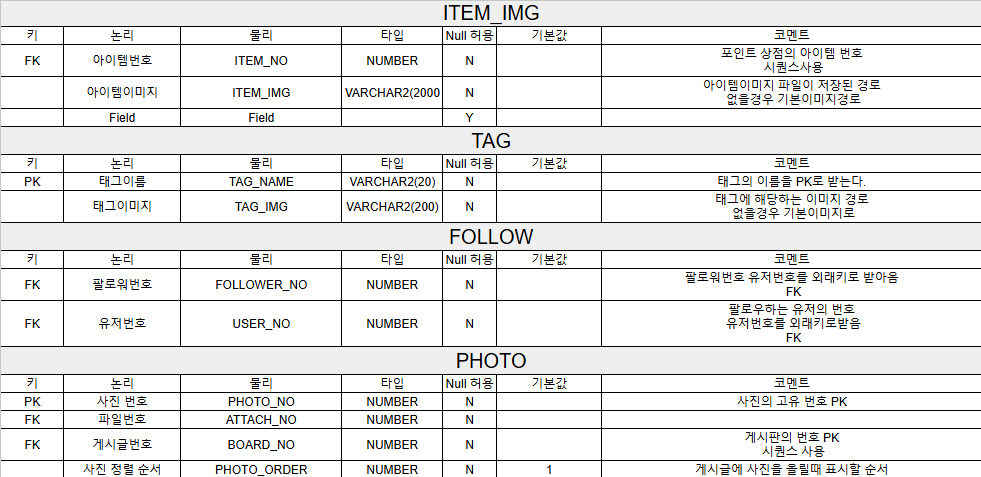 ITEM_IMG
키 논리 물리 타입 Null 허용 기본값 코멘트
FK 아이템번호 ITEM_NO NUMBER N 포인트 상점의 아이템 번호
시퀀스사용
아이템이미지 ITEM_IMG VARCHAR2(2000 N 아이템이미지 파일이 저장된 경로
없을경우 기본이미지경로
Field Field Y
TAG
키 논리 물리 타입 Null 허용 기본값 코멘트
PK 태그이름 TAG_NAME VARCHAR2(20) N 태그의 이름을 PK로 받는다.
태그이미지 TAG_IMG VARCHAR2(200) N 태그에 해당하는 이미지 경로
없을경우 기본이미지로
FOLLOW
키 논리 물리 타입 Null 허용 기본값 코멘트
FK 팔로워번호 FOLLOWER_NO NUMBER N 팔로워번호 유저번호를 외래키로 받아옴
FK
FK 유저번호 USER_NO NUMBER N 팔로우하는 유저의 번호
유저번호를 외래키로받음
FK
PHOTO
키 논리 물리 타입 Null 허용 기본값 코멘트
PK 사진 번호 PHOTO_NO NUMBER N 사진의 고유 번호 PK
FK 파일번호 ATTACH_NO NUMBER N
FK 게시글번호 BOARD_NO NUMBER N 게시판의 번호 PK
시퀀스 사용
사진 정렬 순서 PHOTO_ORDER NUMBER N 1 게시글에 사진을 올릴때 표시할 순서